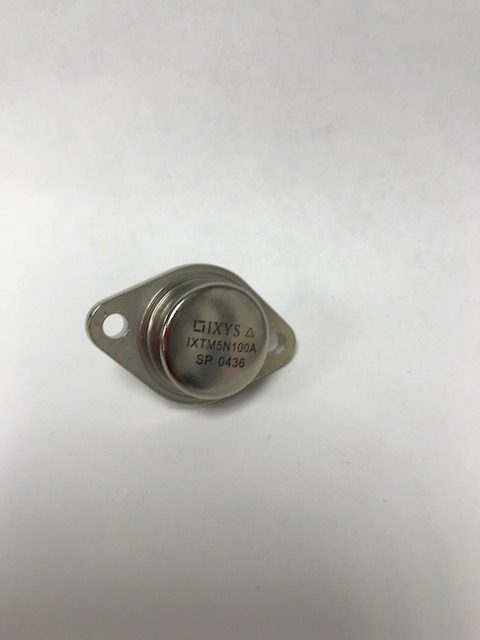 IXYS △
IXTM5N100A
SP 0436